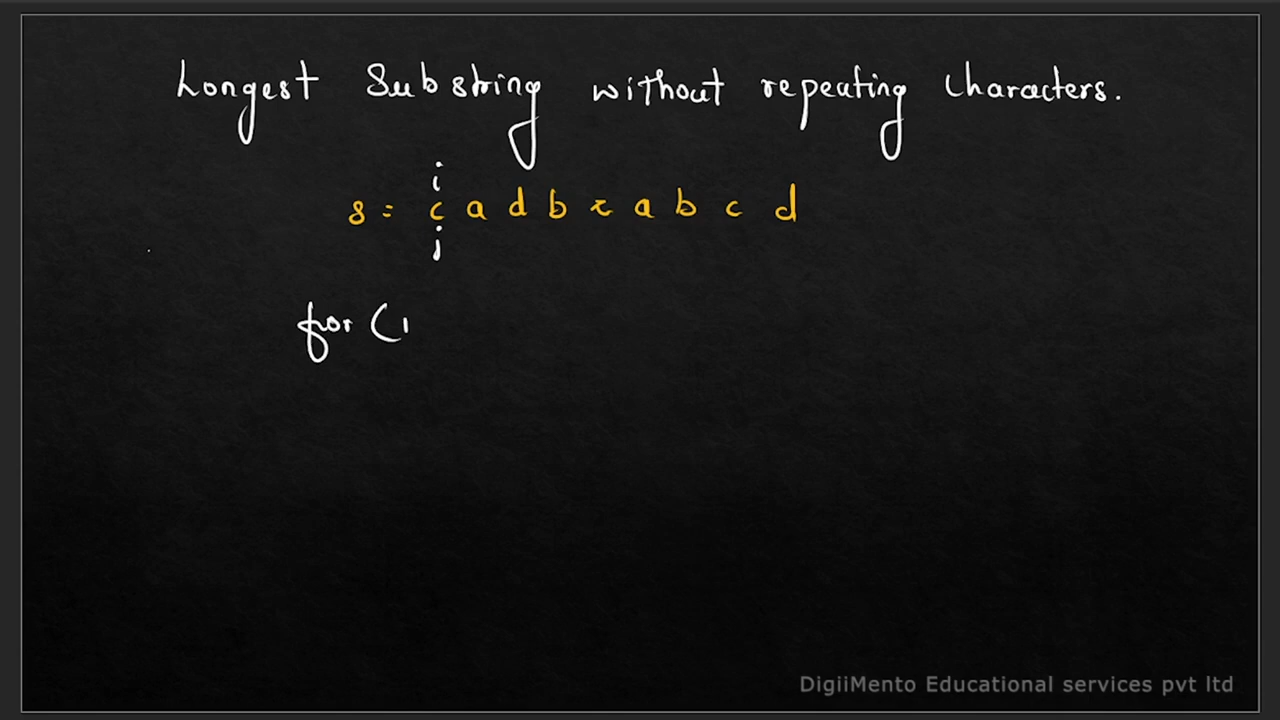 Longest Substring without repeating Characters.
i
s = c a d b z a b c d
j
for (i
DigiiMento Educational services pvt ltd